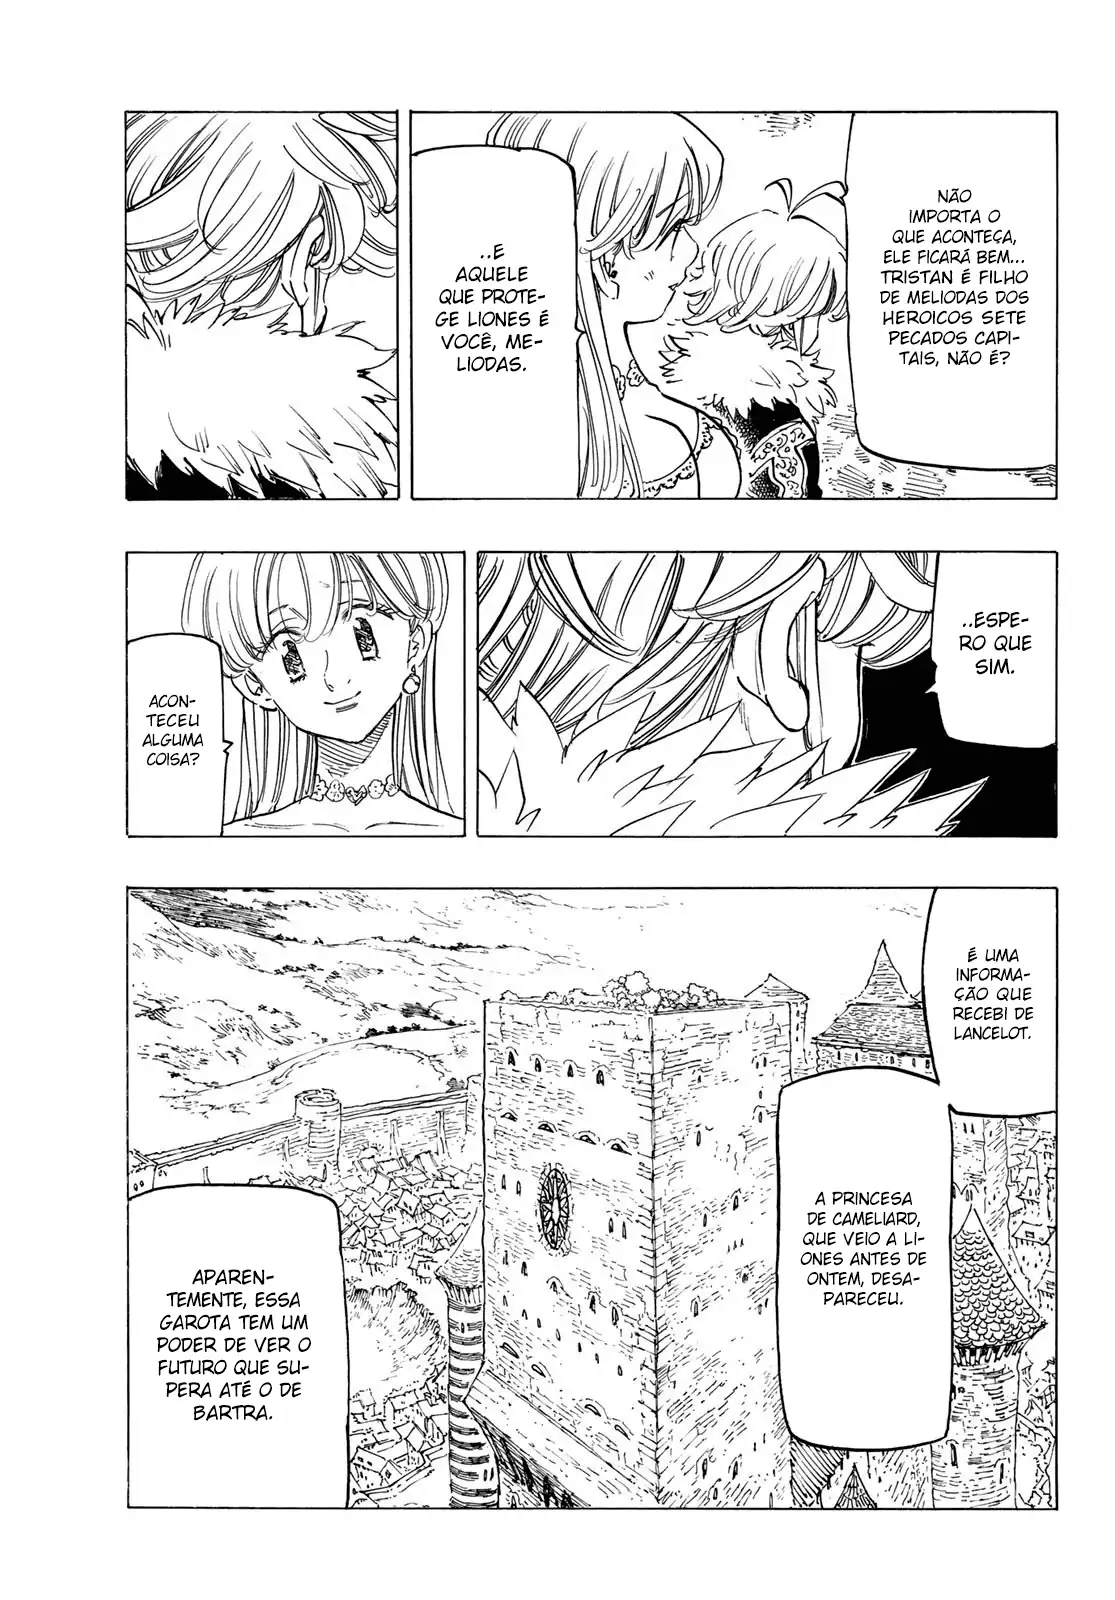 NÃO
IMPORTA O
QUE ACONTEÇA,
ELE FICARÁ BEM...
TRISTAN É FILHO
DE MELIODAS DOS
HEROICOS SETE
PECADOS CAPI-
TAIS, NÃO É?
..E
AQUELE
QUE PROTE-
GE LIONES É
VOCÊ, ME-
LIODAS.
..ESPE-
RO QUE
SIM.
ACON-
TECEU
ALGUMA
COISA?
É UMA
INFORMA-
ÇÃO QUE
RECEBI DE
LANCELOT.
A PRINCESA
DE CAMELIARD,
QUE VEIO A LI-
ONES ANTES DE
ONTEM, DESA-
PARECEU.
APAREN-
TEMENTE, ESSA
GAROTA TEM UM
PODER DE VER O
FUTURO QUE SU-
PERA ATÉ O DE
BARTRA.